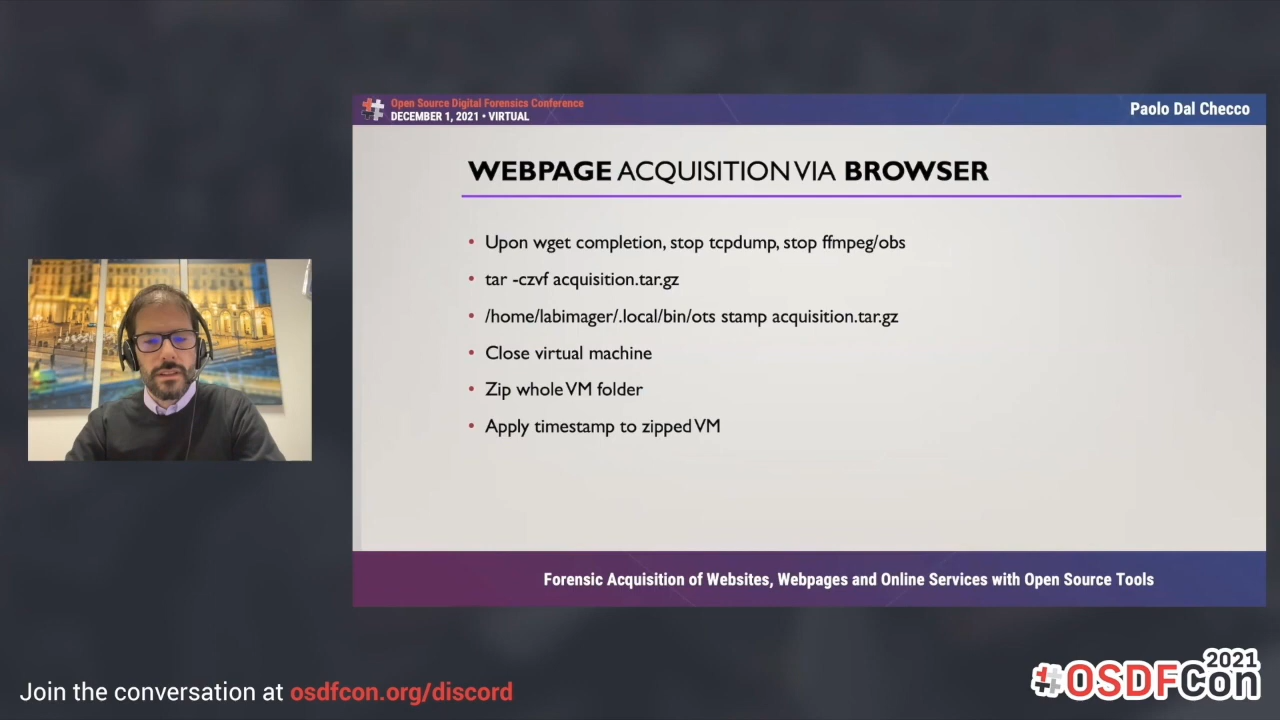 Open Source Digital Forensics Conference
DECEMBER 1, 2021 • VIRTUAL
Paolo Dal Checco
WEBPAGE ACQUISITION VIA BROWSER
• Upon wget completion, stop tcpdump, stop ffmpeg/obs
• tar -czvf acquisition.tar.gz
• /home/labimager/.local/bin/ots stamp acquisition.tar.gz
• Close virtual machine
• Zip whole VM folder
• Apply timestamp to zipped VM
Forensic Acquisition of Websites, Webpages and Online Services with Open Source Tools
Join the conversation at osdfcon.org/discord
2021
#OSDFCon